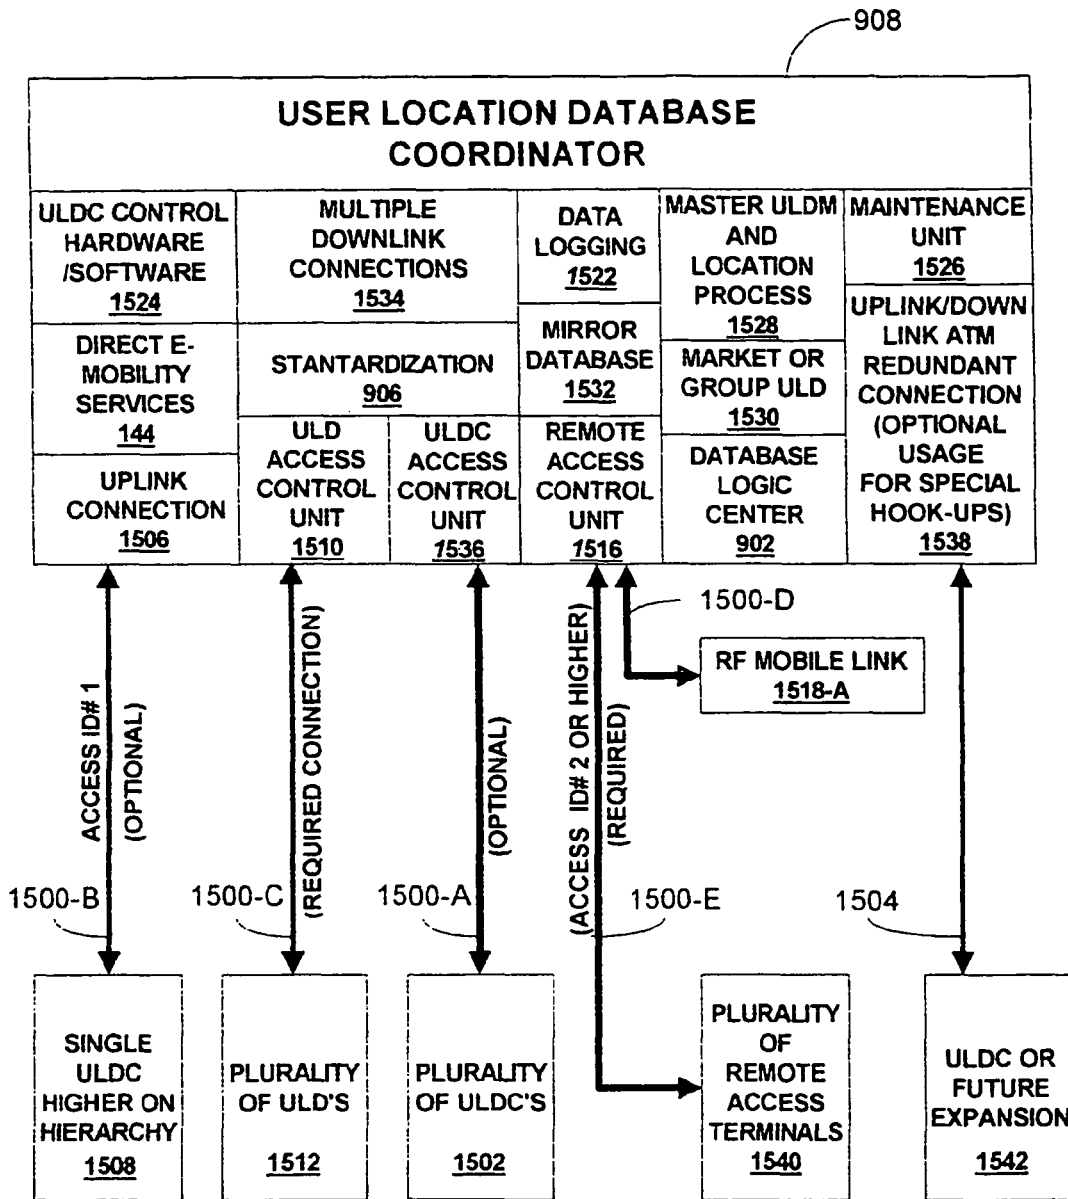 908
USER LOCATION DATABASE
COORDINATOR
ULDC CONTROL
HARDWARE
/SOFTWARE
1524
DIRECT E-
MOBILITY
SERVICES
144
UPLINK
CONNECTION
1506
MULTIPLE
DOWNLINK
CONNECTIONS
1534
STANTARDIZATION
906
ULD
ACCESS
CONTROL
UNIT
1510
ULDC
ACCESS
CONTROL
UNIT
1536
DATA
LOGGING
1522
MIRROR
DATABASE
1532
REMOTE
ACCESS
CONTROL
UNIT
1516
MASTER ULDM
AND
LOCATION
PROCESS
1528
MARKET OR
GROUP ULD
1530
DATABASE
LOGIC
CENTER
902
MAINTENANCE
UNIT
1526
UPLINK/DOWN
LINK ATM
REDUNDANT
CONNECTION
(OPTIONAL
USAGE
FOR SPECIAL
HOOK-UPS)
1538
ACCESS ID# 1
(OPTIONAL)
(REQUIRED CONNECTION)
(OPTIONAL)
(ACCESS ID# 2 OR HIGHER)
(REQUIRED)
1500-D
RF MOBILE LINK
1518-A
1500-B
1500-C
1500-A
1500-E
1504
SINGLE
ULDC
HIGHER ON
HIERARCHY
1508
PLURALITY
OF ULD'S
1512
PLURALITY
OF ULDC'S
1502
PLURALITY
OF
REMOTE
ACCESS
TERMINALS
1540
ULDC OR
FUTURE
EXPANSION
1542